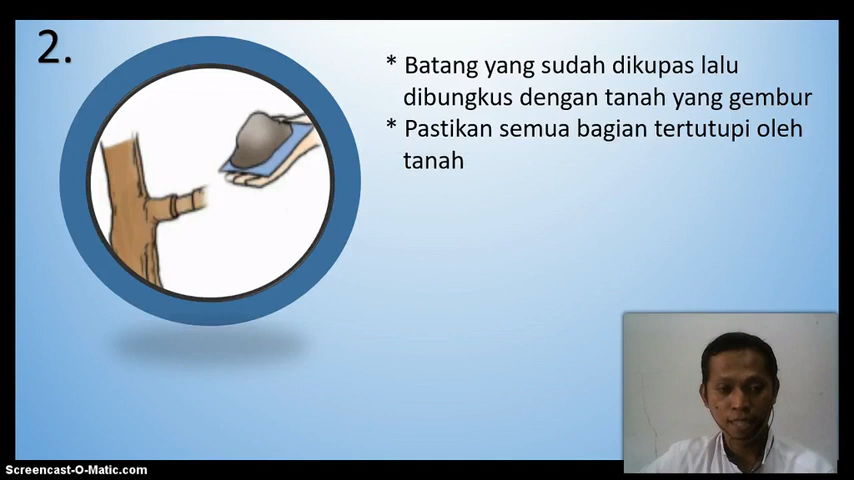 2.
* Batang yang sudah dikupas lalu
dibungkus dengan tanah yang gembur
* Pastikan semua bagian tertutupi oleh
tanah
Screencast-O-Matic.com